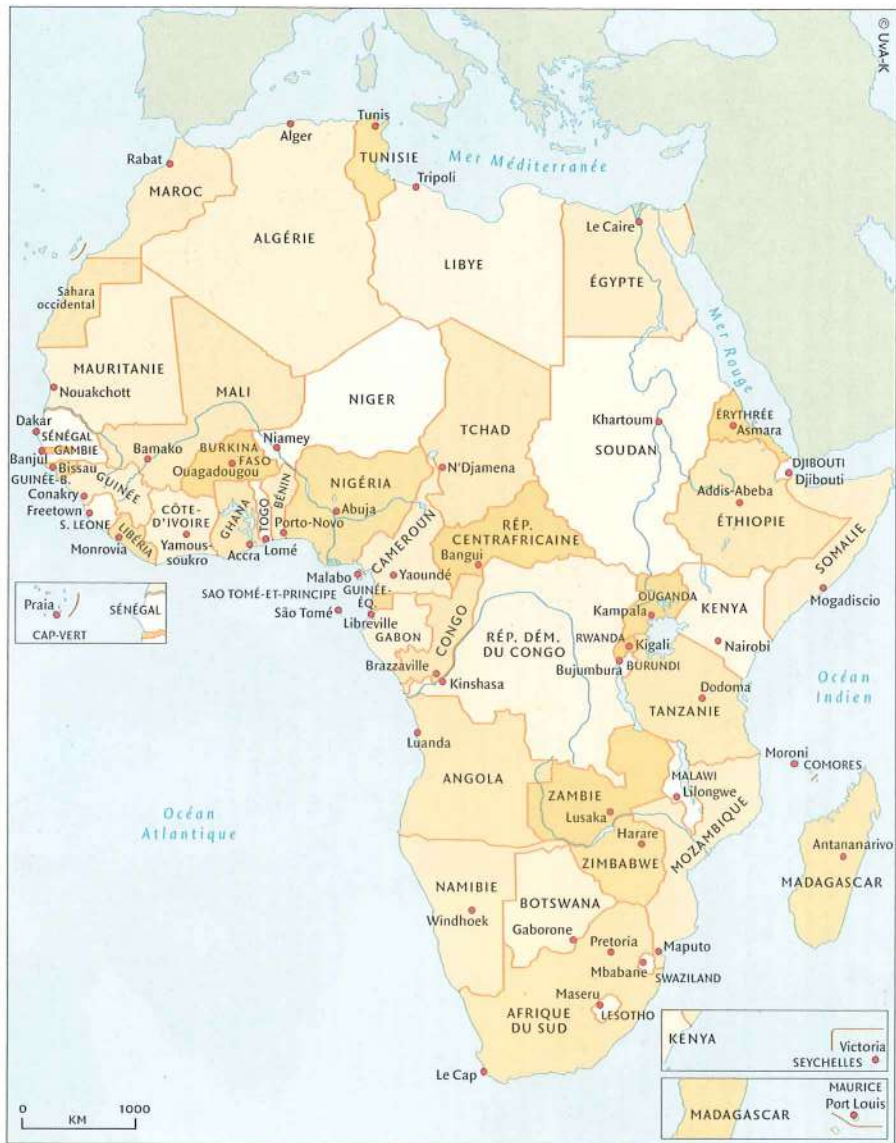 © UvA-K
Tunis
Alger
TUNISIE
Mer Méditerranée
Rabat
Tripoli
MAROC
Le Caire
ALGÉRIE
LIBYE
ÉGYPTE
Sahara
occidental
Mer Rouge
MAURITANIE
Nouakchott
MALI
NIGER
TCHAD
Khartoum
SOUDAN
ÉRYTHRÉE
Asmara
Dakar
SÉNÉGAL
GAMBIE
Banjul
Bissau
GUINÉE-B.
Bamako
BURKINA
FASO
Ouagadougou
Niamey
N'Djamena
DJIBOUTI
Djibouti
Conakry
GUINÉE
Freetown
S. LEONE
CÔTE-
D'IVOIRE
GHANA
TOGO
BÉNIN
NIGÉRIA
Abuja
Addis-Abeba
ÉTHIOPIE
LIBÉRIA
Monrovia
Yamous-
soukro
Accra
Lomé
Porto-Novo
CAMEROUN
RÉP.
CENTRAFRICAINE
Bangui
SOMALIE
Malabo
Yaoundé
SAO TOMÉ-ET-PRINCIPE
GUINÉE-
ÉQ.
São Tomé
Libreville
Praia
CAP-VERT
SÉNÉGAL
GABON
CONGO
RÉP. DÉM.
DU CONGO
OUGANDA
Kampala
KENYA
Mogadiscio
RWANDA
Kigali
Nairobi
Bujumbura
BURUNDI
Brazzaville
Kinshasa
Océan
Indien
Dodoma
TANZANIE
Luanda
Moroni
COMORES
ANGOLA
MALAWI
Lilongwe
ZAMBIE
Lusaka
MOZAMBIQUE
Océan
Atlantique
Harare
ZIMBABWE
Antananarivo
MADAGASCAR
NAMIBIE
Windhoek
BOTSWANA
Gaborone
Pretoria
Maputo
Mbabane
SWAZILAND
Maseru
LESOTHO
AFRIQUE
DU SUD
Le Cap
KENYA
Victoria
SEYCHELLES
MADAGASCAR
MAURICE
Port Louis
0 1000
KM